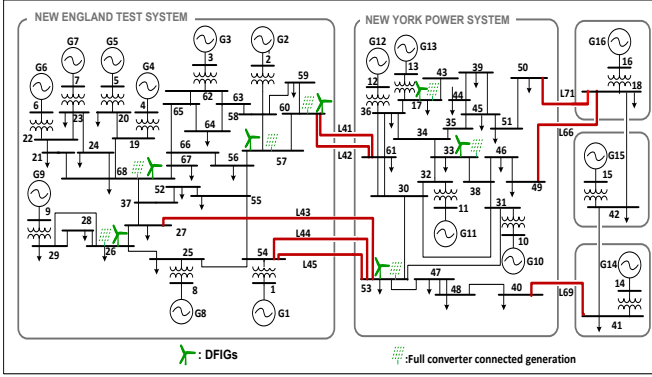 NEW ENGLAND TEST SYSTEM
NEW YORK POWER SYSTEM
G7
G5
G6
G4
G3
G2
G12
G13
G16
7
5
6
4
3
2
12
13
16
59
43
39
50
23
20
22
24
19
62
63
58
60
65
64
36
17
44
45
35
51
34
L71
18
L66
21
68
66
67
56
57
L41
L42
61
33
46
49
G15
15
G9
9
52
37
55
30
32
38
11
31
G11
10
G10
42
28
29
26
27
L43
L44
L45
25
54
8
1
G8
G1
53
47
48
40
L69
G14
14
41
: DFIGs
:Full converter connected generation